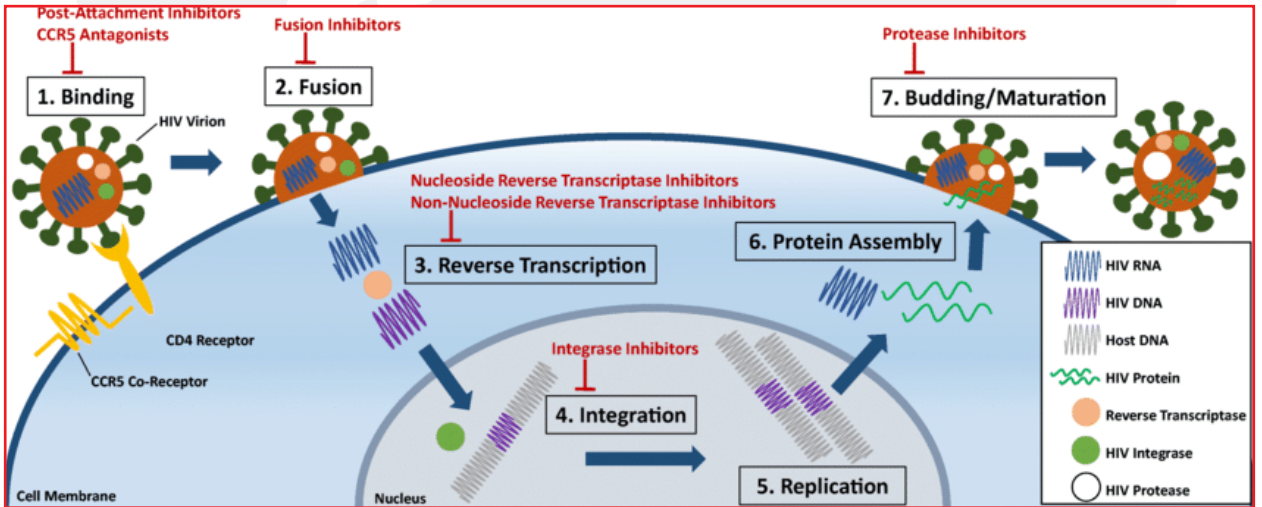 Post-Attachment Inhibitors
CCR5 Antagonists
1. Binding
HIV Virion
Fusion Inhibitors
2. Fusion
Nucleoside Reverse Transcriptase Inhibitors
Non-Nucleoside Reverse Transcriptase Inhibitors
3. Reverse Transcription
CD4 Receptor
CCR5 Co-Receptor
Integrase Inhibitors
4. Integration
5. Replication
6. Protein Assembly
Protease Inhibitors
7. Budding/Maturation
Cell Membrane
Nucleus
HIV RNA
HIV DNA
Host DNA
HIV Protein
Reverse Transcriptase
HIV Integrase
HIV Protease